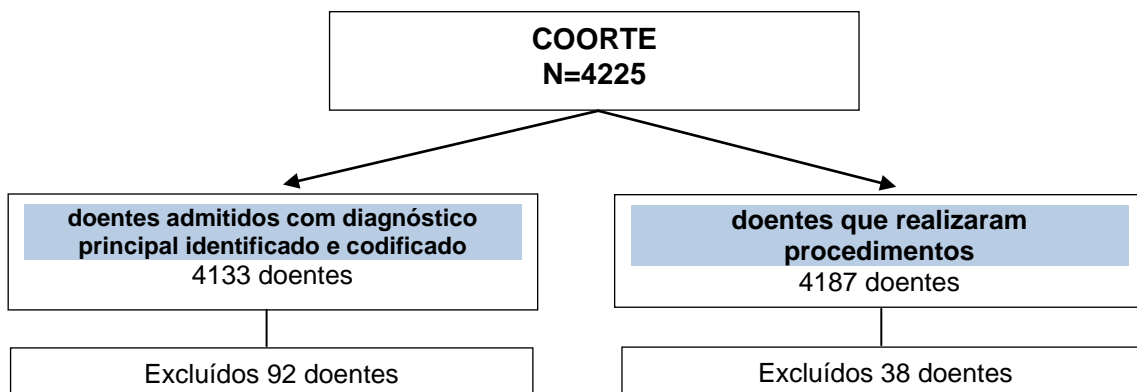 COORTE
N=4225
doentes admitidos com diagnóstico
principal identificado e codificado
4133 doentes
doentes que realizaram
procedimentos
4187 doentes
Excluídos 92 doentes
Excluídos 38 doentes